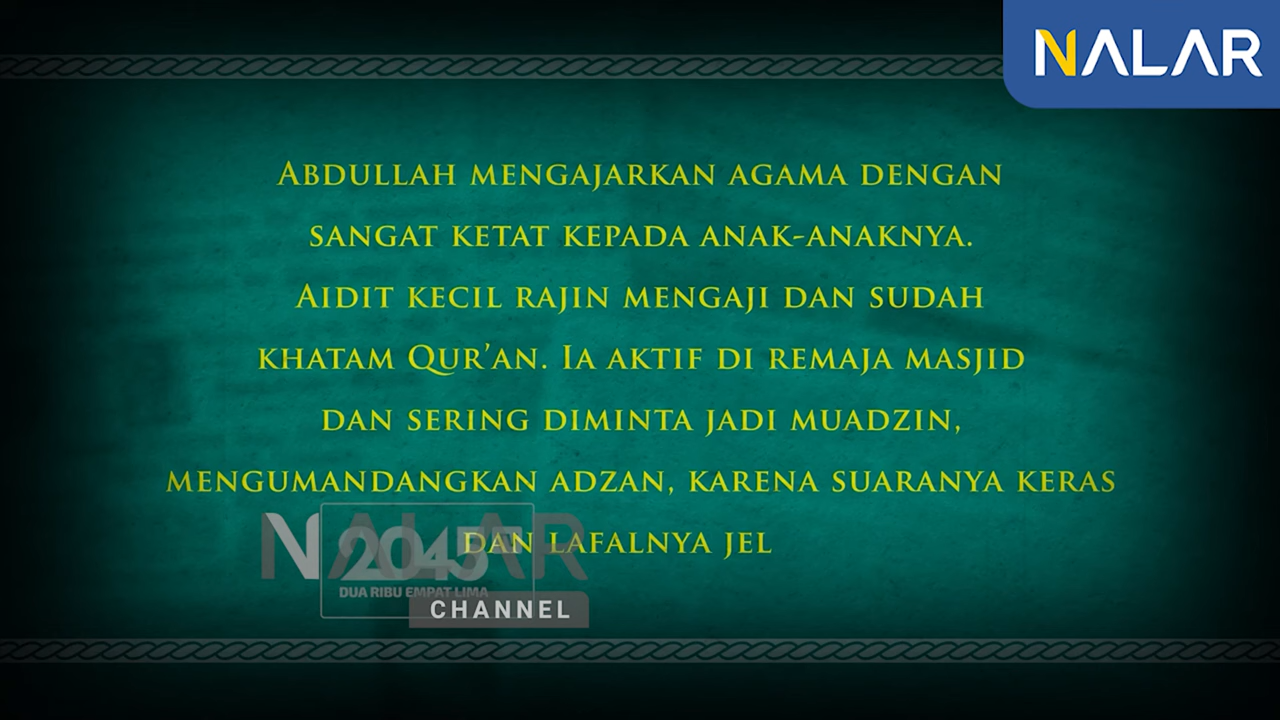 NALAR
ABDULLAH MENGAJARKAN AGAMA DENGAN
SANGAT KETAT KEPADA ANAK-ANAKNYA.
AIDIT KECIL RAJIN MENGAJI DAN SUDAH
KHATAM QUR’AN. IA AKTIF DI REMAJA MASJID
DAN SERING DIMINTA JADI MUADZIN,
MENGUMANDANGKAN ADZAN, KARENA SUARANYA KERAS
DAN LAFALNYA JEL
NALAR
2045
DUA RIBU EMPAT LIMA
CHANNEL